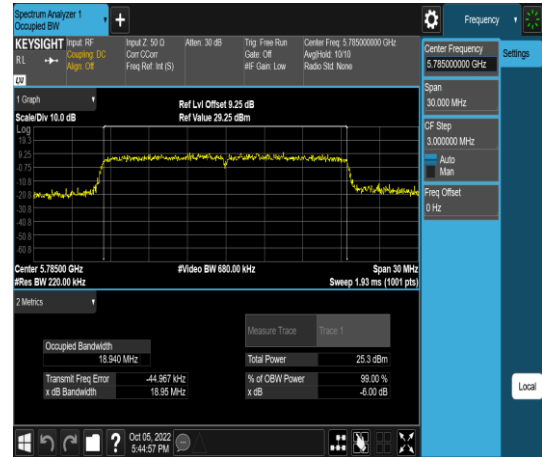 Spectrum Analyzer 1
Occupied BW
+
Frequency
KEYSIGHT
Input: RF
R L
Coupling: DC
Align: Off
LXI
Input Z: 50 Ω
Corr CCorr
Freq Ref: Int (S)
Atten: 30 dB
Trig: Free Run
Gate: Off
#IF Gain: Low
Center Freq: 5.785000000 GHz
Avg|Hold: 10/10
Radio Std: None
Center Frequency
5.785000000 GHz
Settings
Span
30.000 MHz
CF Step
3.000000 MHz
Auto
Man
Freq Offset
0 Hz
Local
1 Graph
Scale/Div 10.0 dB
Ref Lvl Offset 9.25 dB
Ref Value 29.25 dBm
Log
19.3
9.25
-0.75
-10.8
-20.8
-30.8
-40.8
-50.8
-60.8
Center 5.78500 GHz
#Res BW 220.00 kHz
#Video BW 680.00 kHz
Span 30 MHz
Sweep 1.93 ms (1001 pts)
2 Metrics
Measure Trace
Trace 1
Occupied Bandwidth
18.940 MHz
Total Power
25.3 dBm
Transmit Freq Error
-44.967 kHz
% of OBW Power
99.00 %
x dB Bandwidth
18.95 MHz
x dB
-6.00 dB
?
Oct 05, 2022
5:44:57 PM